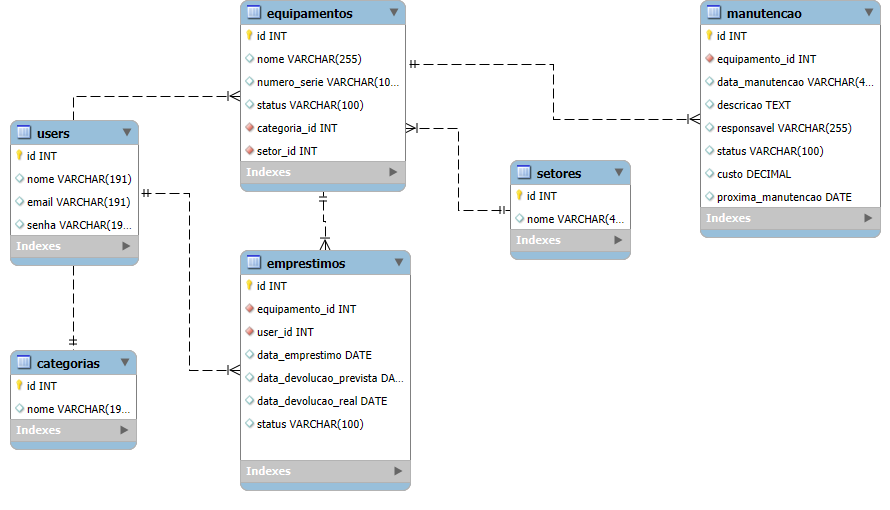 equipamentos
id INT
nome VARCHAR(255)
numero_serie VARCHAR(10...
status VARCHAR(100)
categoria_id INT
setor_id INT
Indexes
manutencao
id INT
equipamento_id INT
data_manutencao VARCHAR(4...
descricao TEXT
responsavel VARCHAR(255)
status VARCHAR(100)
custo DECIMAL
proxima_manutencao DATE
Indexes
users
id INT
nome VARCHAR(191)
email VARCHAR(191)
senha VARCHAR(19...
Indexes
setores
id INT
nome VARCHAR(4...
Indexes
emprestimos
id INT
equipamento_id INT
user_id INT
data_emprestimo DATE
data_devolucao_prevista DA...
data_devolucao_real DATE
status VARCHAR(100)
Indexes
categorias
id INT
nome VARCHAR(19...
Indexes